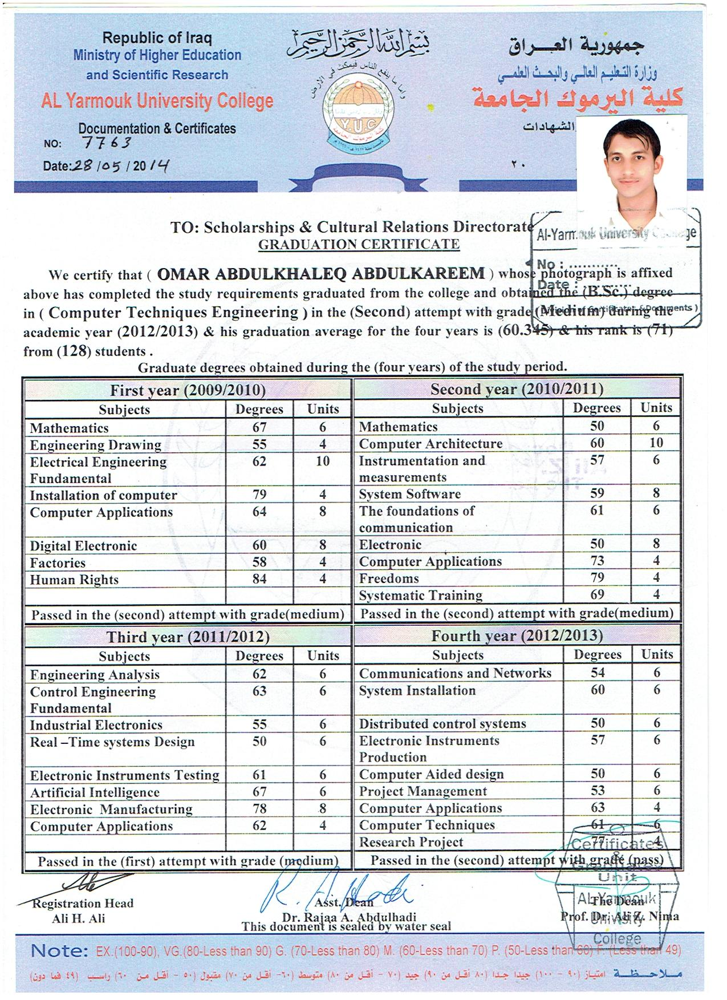 Republic of Iraq
Ministry of Higher Education
and Scientific Research
AL Yarmouk University College
Documentation & Certificates
NO: 7763
Date:28/05/2014
بسم الله الرحمن الرحيم
واما ما ينفع الناس فيمكث في الأرض
Y.U.C
جمهورية العراق
وزارة التعليم العالي والبحث العلمي
كلية اليرموك الجامعة
الشهادات
٢٠
TO: Scholarships & Cultural Relations Directorate
GRADUATION CERTIFICATE
Al-Yarmouk University College
No : ...........
Date : ...........
We certify that ( OMAR ABDULKHALEQ ABDULKAREEM ) whose photograph is affixed
above has completed the study requirements graduated from the college and obtained the (B.Sc.) degree
in ( Computer Techniques Engineering ) in the (Second) attempt with grade (Medium) during the
academic year (2012/2013) & his graduation average for the four years is (60.345) & his rank is (71)
from (128) students .
Graduate degrees obtained during the (four years) of the study period.
First year (2009/2010)
Subjects Degrees Units
Mathematics 67 6
Engineering Drawing 55 4
Electrical Engineering 62 10
Fundamental
Installation of computer 79 4
Computer Applications 64 8
Digital Electronic 60 8
Factories 58 4
Human Rights 84 4
Passed in the (second) attempt with grade(medium)
Second year (2010/2011)
Subjects Degrees Units
Mathematics 50 6
Computer Architecture 60 10
Instrumentation and 57 6
measurements
System Software 59 8
The foundations of 61 6
communication
Electronic 50 8
Computer Applications 73 4
Freedoms 79 4
Systematic Training 69 4
Passed in the (second) attempt with grade(medium)
Third year (2011/2012)
Subjects Degrees Units
Engineering Analysis 62 6
Control Engineering 63 6
Fundamental
Industrial Electronics 55 6
Real –Time systems Design 50 6
Electronic Instruments Testing 61 6
Artificial Intelligence 67 6
Electronic Manufacturing 78 8
Computer Applications 62 4
Passed in the (first) attempt with grade (medium)
Fourth year (2012/2013)
Subjects Degrees Units
Communications and Networks 54 6
System Installation 60 6
Distributed control systems 50 6
Electronic Instruments 57 6
Production
Computer Aided design 50 6
Project Management 53 6
Computer Applications 63 4
Computer Techniques 61 6
Research Project 77 4
Passed in the (second) attempt with grade (pass)
Certificates
&
Graduates
Unit
AL-Yarmouk
University
College
Registration Head
Ali H. Ali
R. A. Hadi
Asst. Dean
Dr. Rajaa A. Abdulhadi
The Dean
Prof. Dr. Ali Z. Nima
This document is sealed by water seal
Note: EX.(100-90), VG.(80-Less than 90) G. (70-Less than 80) M. (60-Less than 70) P. (50-Less than 60) F. (Less than 49)
ملاحظة امتياز (٩٠ - ١٠٠) جيدا جدا (٨٠ أقل من ٩٠) جيد (٧٠ - أقل من ٨٠) متوسط (٦٠- أقل من ٧٠) مقبول (٥٠ - أقل من ٦٠) راسب (٤٩ فما دون)